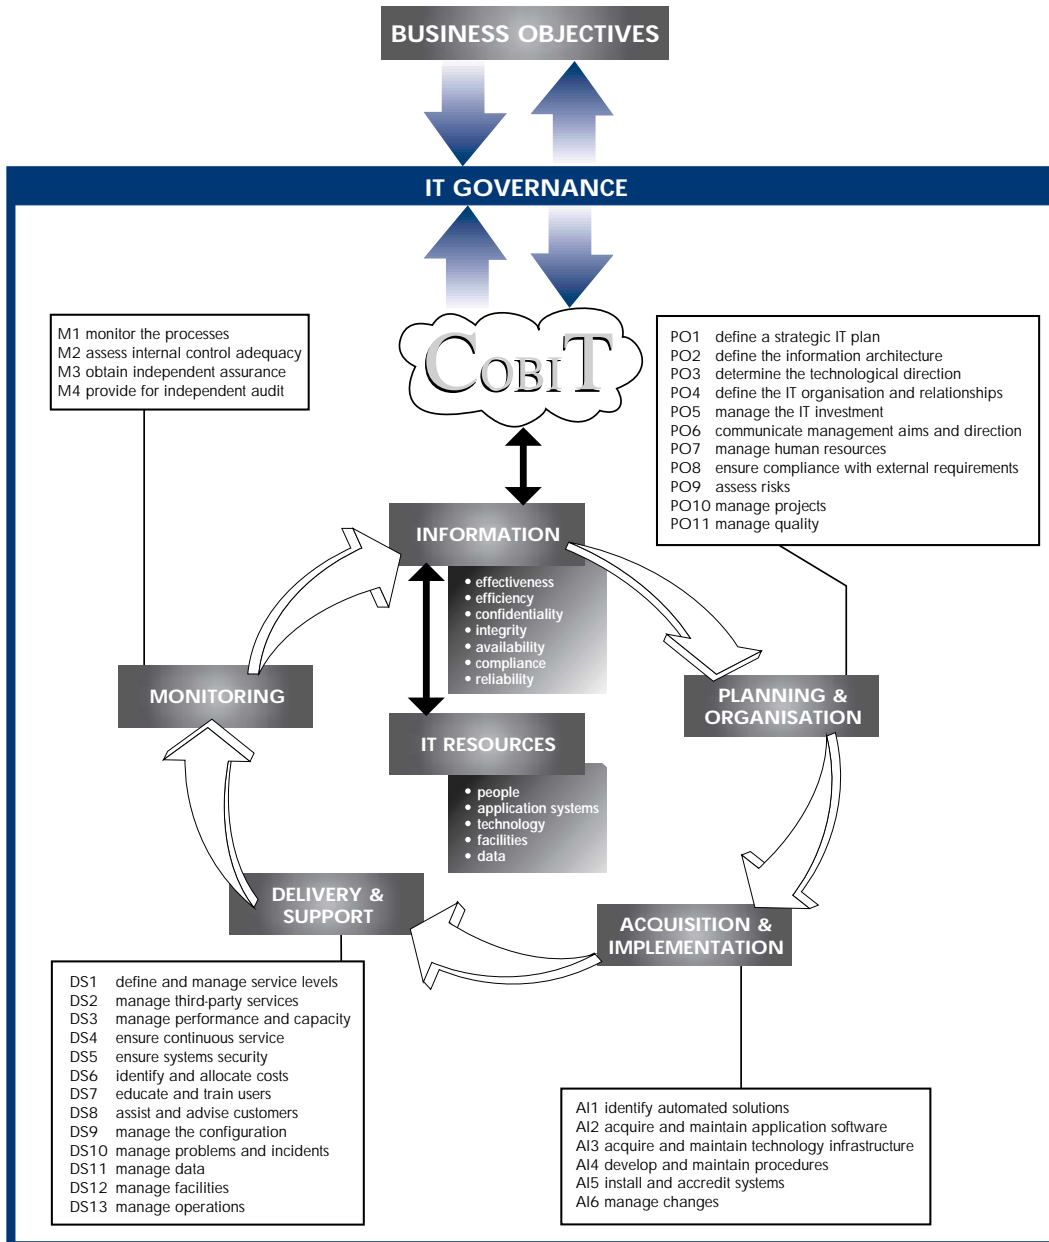 BUSINESS OBJECTIVES
IT GOVERNANCE
COBIT
M1 monitor the processes
M2 assess internal control adequacy
M3 obtain independent assurance
M4 provide for independent audit
PO1 define a strategic IT plan
PO2 define the information architecture
PO3 determine the technological direction
PO4 define the IT organisation and relationships
PO5 manage the IT investment
PO6 communicate management aims and direction
PO7 manage human resources
PO8 ensure compliance with external requirements
PO9 assess risks
PO10 manage projects
PO11 manage quality
INFORMATION
• effectiveness
• efficiency
• confidentiality
• integrity
• availability
• compliance
• reliability
MONITORING
PLANNING &
ORGANISATION
IT RESOURCES
• people
• application systems
• technology
• facilities
• data
DELIVERY &
SUPPORT
ACQUISITION &
IMPLEMENTATION
DS1 define and manage service levels
DS2 manage third-party services
DS3 manage performance and capacity
DS4 ensure continuous service
DS5 ensure systems security
DS6 identify and allocate costs
DS7 educate and train users
DS8 assist and advise customers
DS9 manage the configuration
DS10 manage problems and incidents
DS11 manage data
DS12 manage facilities
DS13 manage operations
AI1 identify automated solutions
AI2 acquire and maintain application software
AI3 acquire and maintain technology infrastructure
AI4 develop and maintain procedures
AI5 install and accredit systems
AI6 manage changes